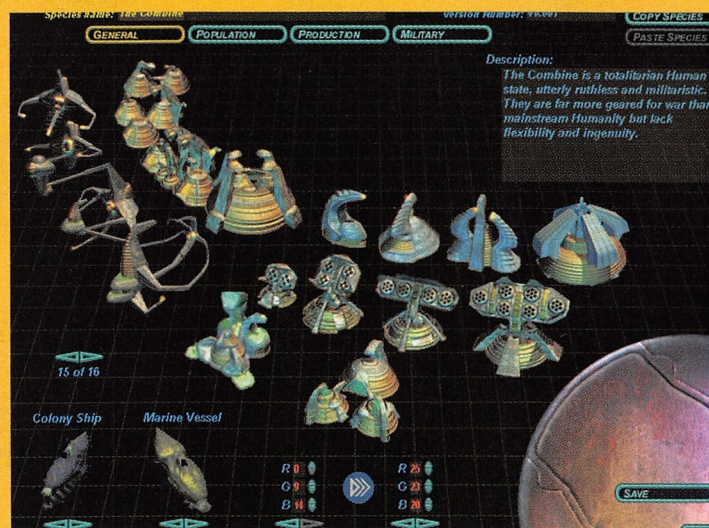 Species name: The Combine
Version Number: 99.001
COPY SPECIES
GENERAL
POPULATION
PRODUCTION
MILITARY
PASTE SPECIES
Description:
The Combine is a totalitarian Human
state, utterly ruthless and militaristic.
They are far more geared for war than
mainstream Humanity but lack
flexibility and ingenuity.
15 of 16
Colony Ship
Marine Vessel
R 0
G 9
B 14
R 25
G 23
B 20
SAVE